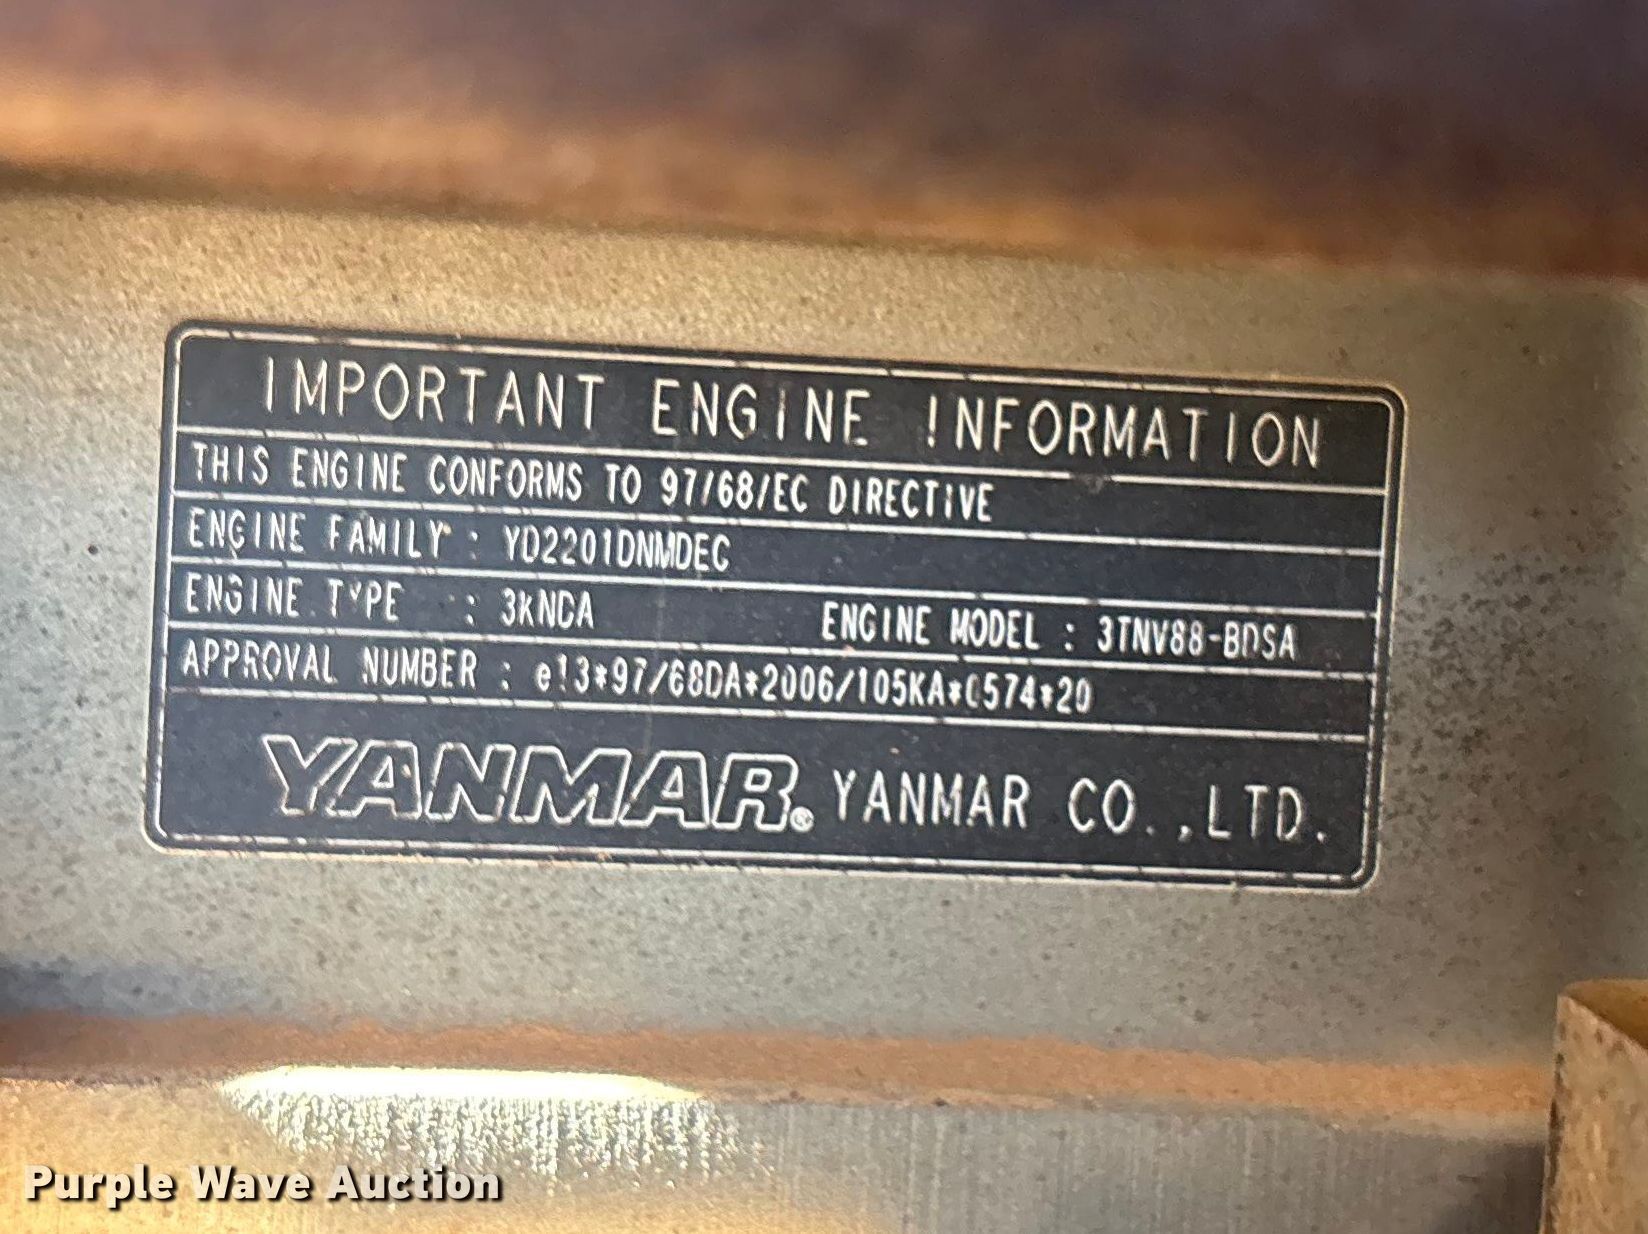 IMPORTANT ENGINE INFORMATION
THIS ENGINE CONFORMS TO 97/68/EC DIRECTIVE
ENGINE FAMILY : YD2201DNMDEC
ENGINE TYPE : 3KNDA ENGINE MODEL : 3TNV88-BDSA
APPROVAL NUMBER : e13*97/68DA*2006/105KA*0574*20
YANMAR® YANMAR CO.,LTD.
Purple Wave Auction